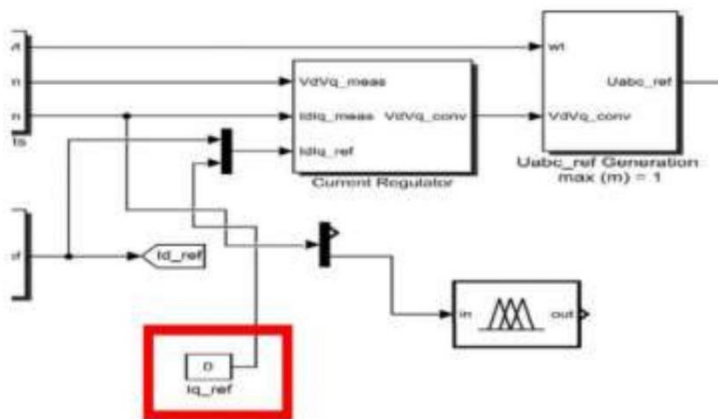 wt
Uabc_ref
VdVq_conv
VdVq_meas
IdIq_meas VdVq_conv
IdIq_ref
Current Regulator
Uabc_ref Generation
max (m) = 1
Id_ref
in out
0
Iq_ref